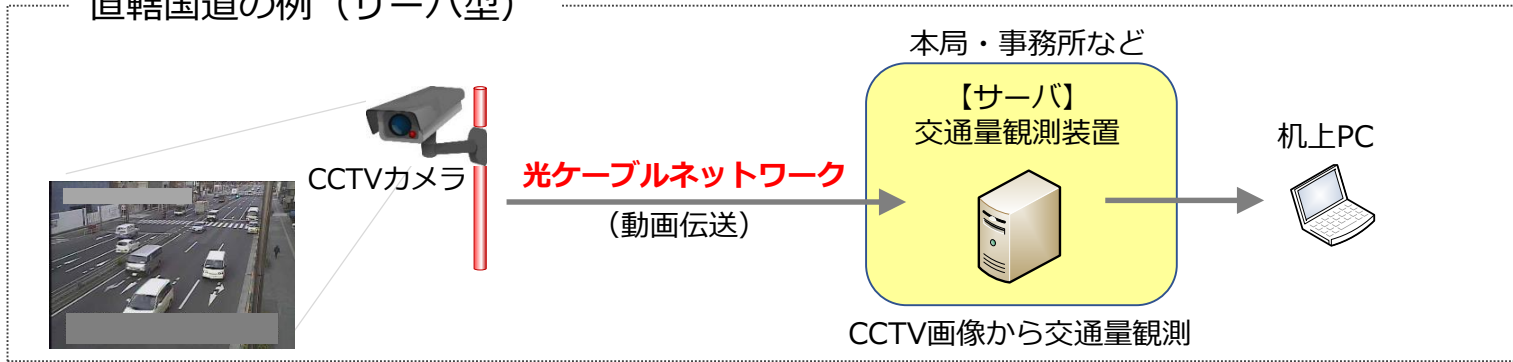 直轄国道の例（サーバ型）
本局・事務所など
【サーバ】
交通量観測装置
机上PC
CCTVカメラ
光ケーブルネットワーク
（動画伝送）
CCTV画像から交通量観測